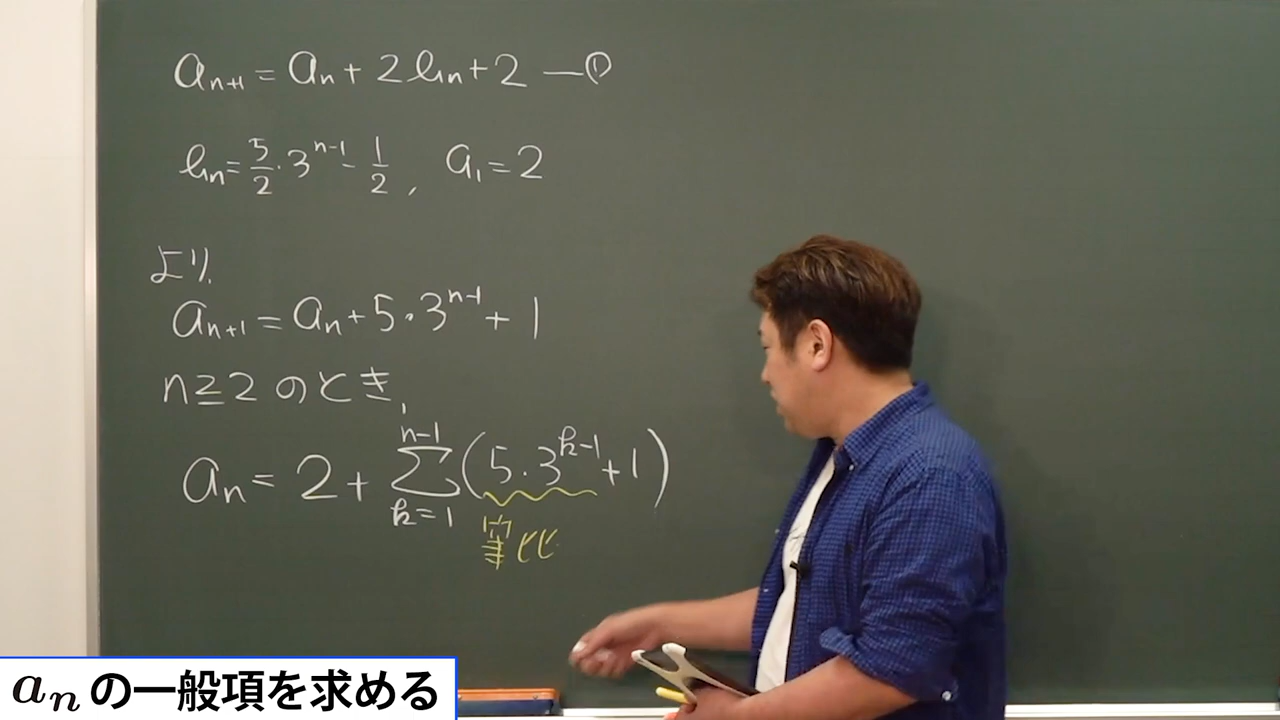 aₙ₊₁ = aₙ + 2bₙ + 2 —①
bₙ = 5/2・3ⁿ⁻¹ - 1/2 , a₁ = 2
より,
aₙ₊₁ = aₙ + 5・3ⁿ⁻¹ + 1
n ≧ 2 のとき,
aₙ = 2 + Σ_{k=1}^{n-1} (5・3^{k-1} + 1)
等比
aₙの一般項を求める